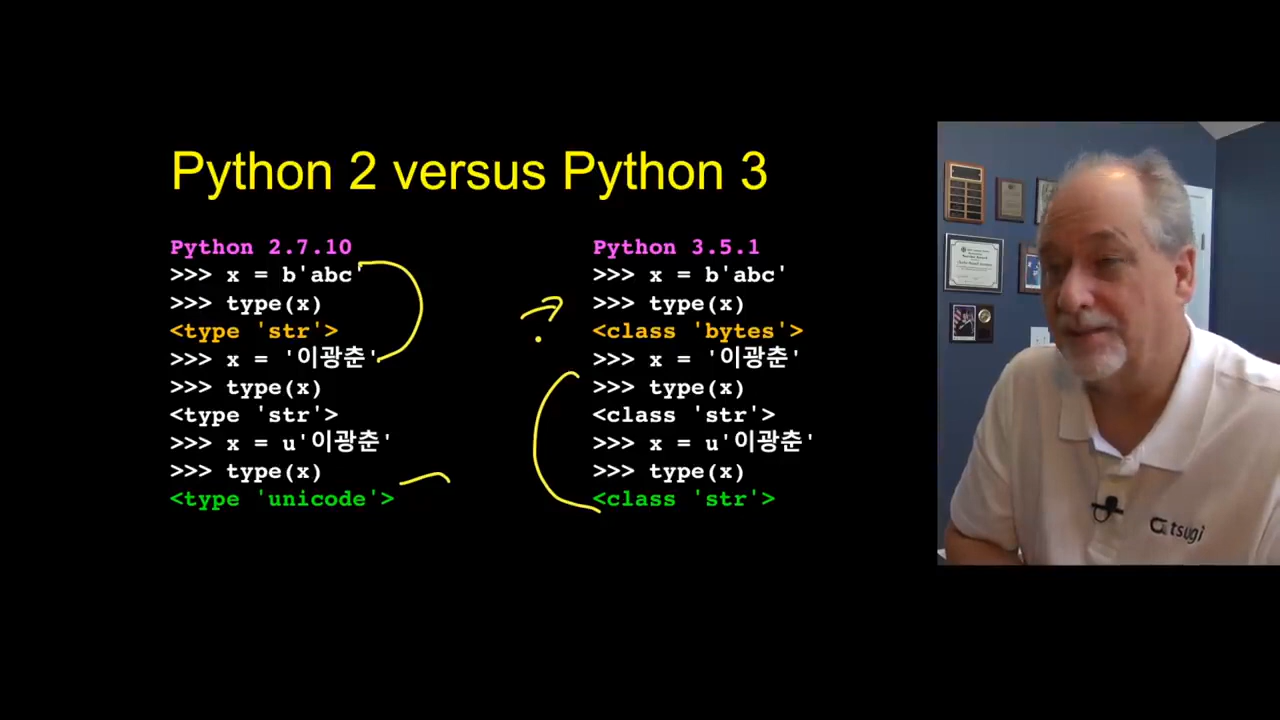 Python 2 versus Python 3
Python 2.7.10
>>> x = b'abc'
>>> type(x)
<type 'str'>
>>> x = '이광춘'
>>> type(x)
<type 'str'>
>>> x = u'이광춘'
>>> type(x)
<type 'unicode'>
Python 3.5.1
>>> x = b'abc'
>>> type(x)
<class 'bytes'>
>>> x = '이광춘'
>>> type(x)
<class 'str'>
>>> x = u'이광춘'
>>> type(x)
<class 'str'>
tsugi